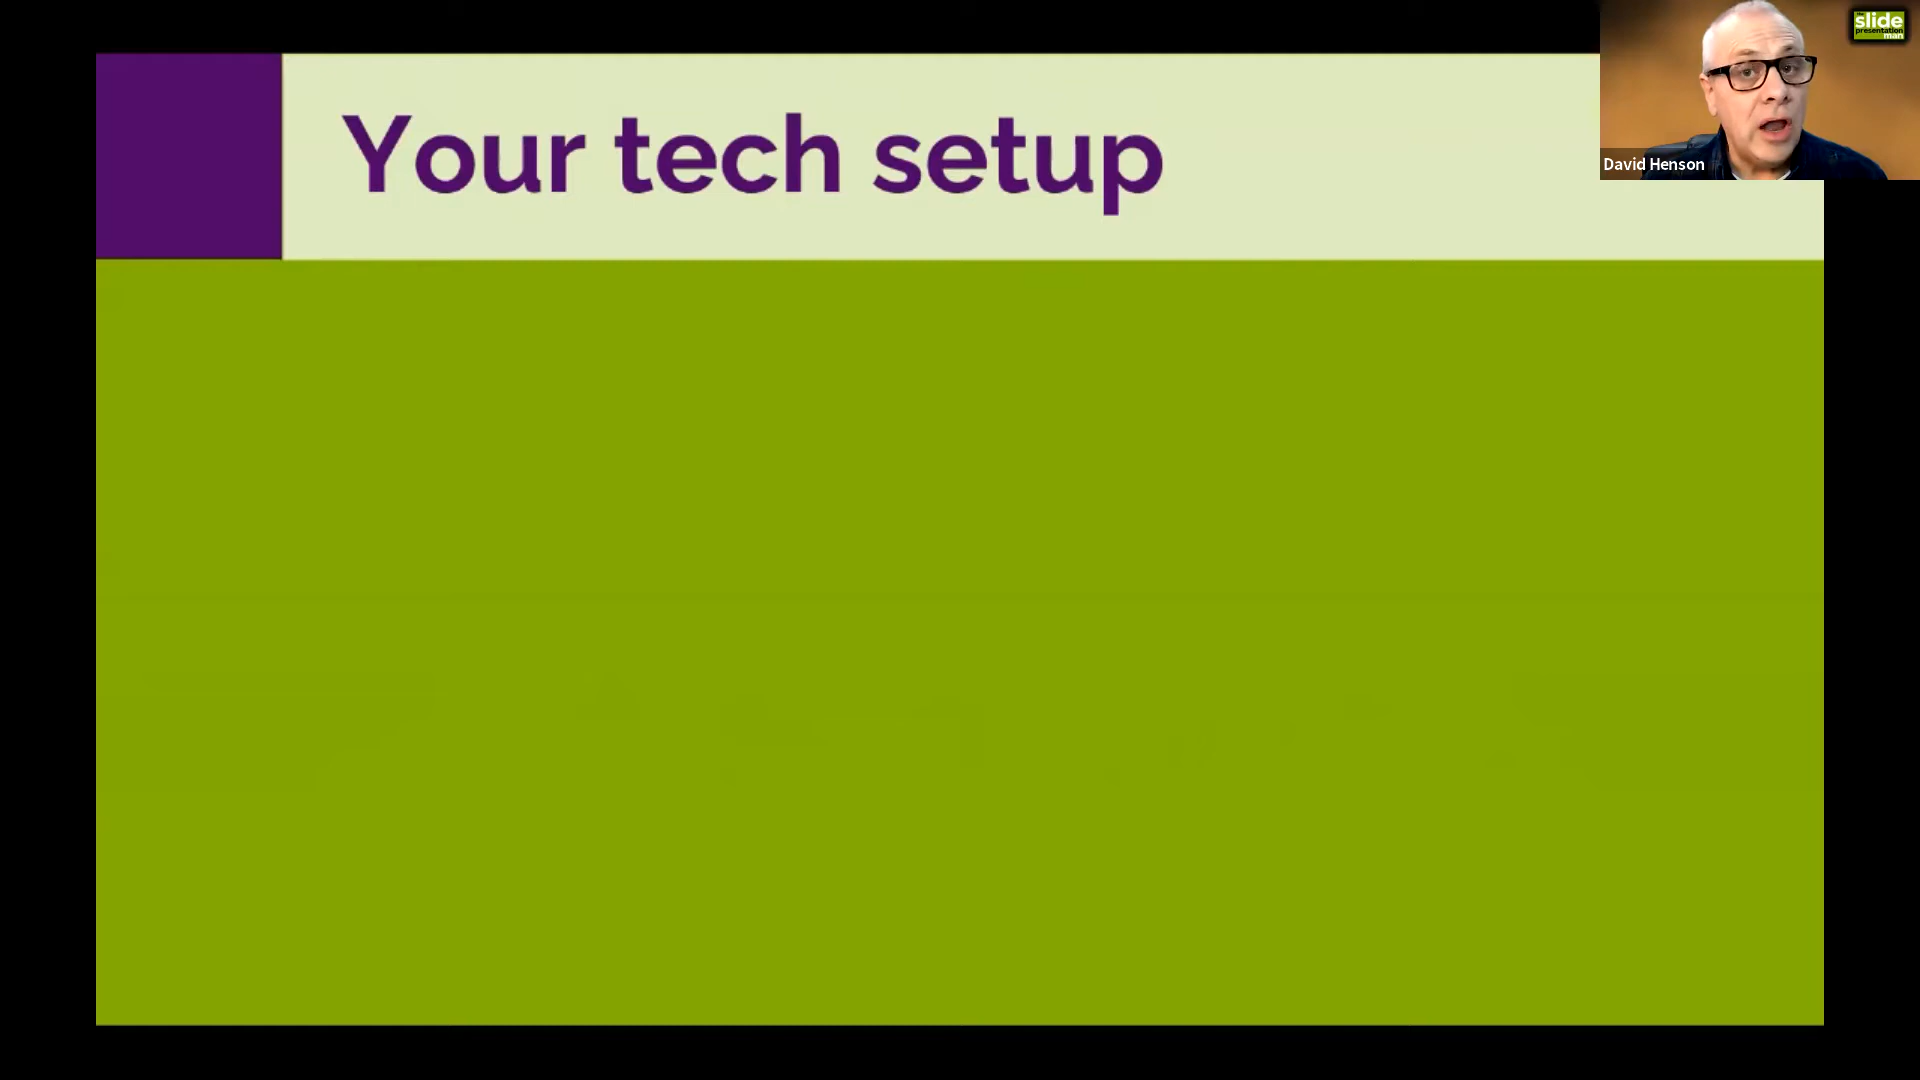 Your tech setup
David Henson
slide
presentation
man